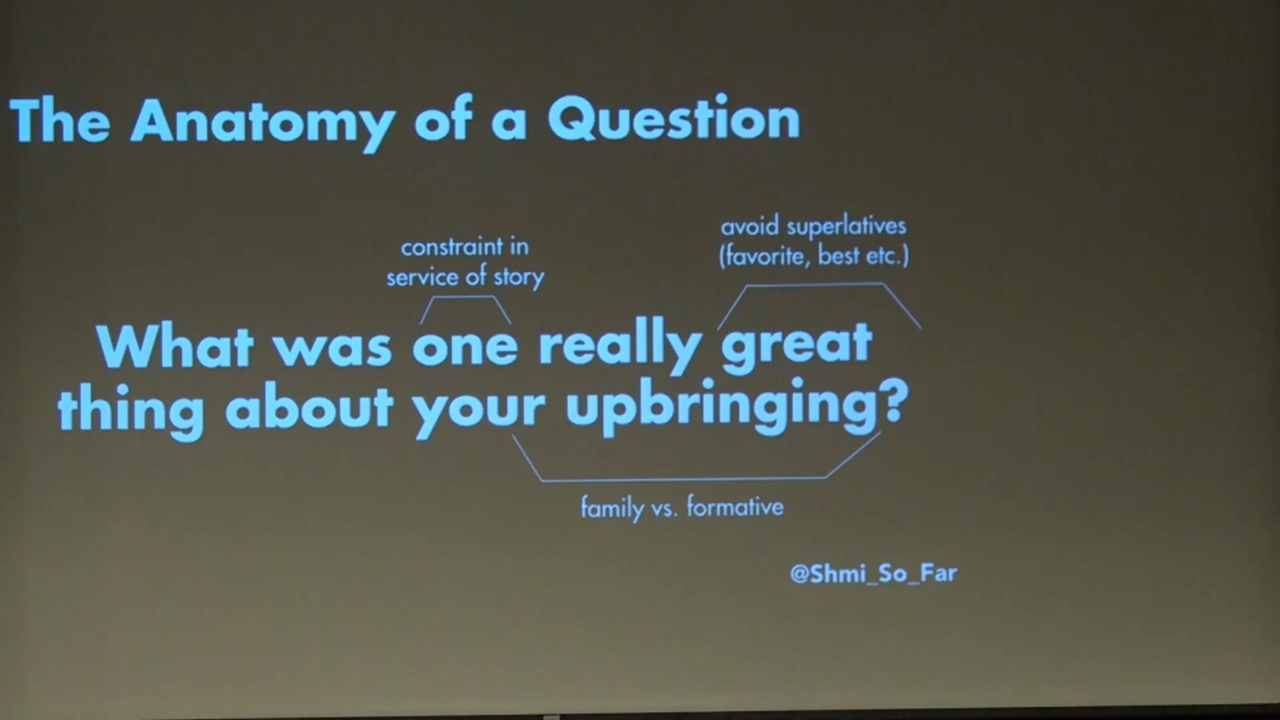 The Anatomy of a Question
constraint in
service of story
avoid superlatives
(favorite, best etc.)
What was one really great
thing about your upbringing?
family vs. formative
@Shmi_So_Far